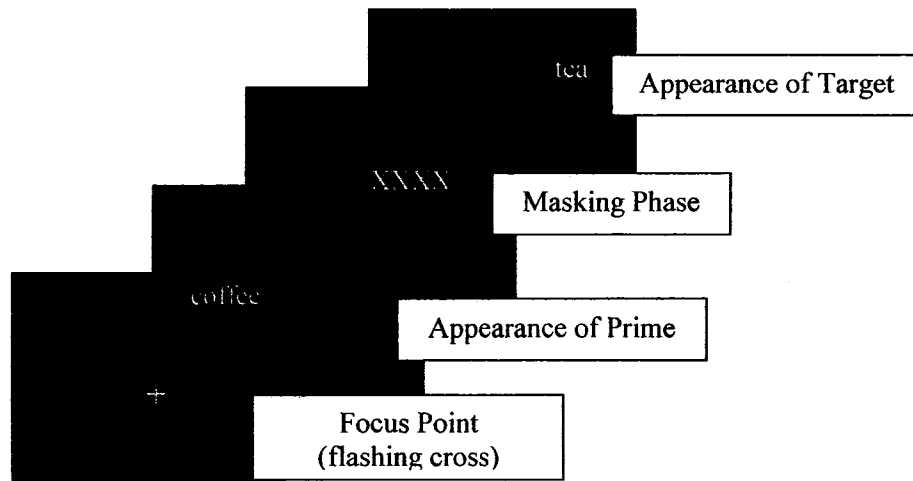 tea
Appearance of Target
XXXX
Masking Phase
coffee
Appearance of Prime
+
Focus Point
(flashing cross)